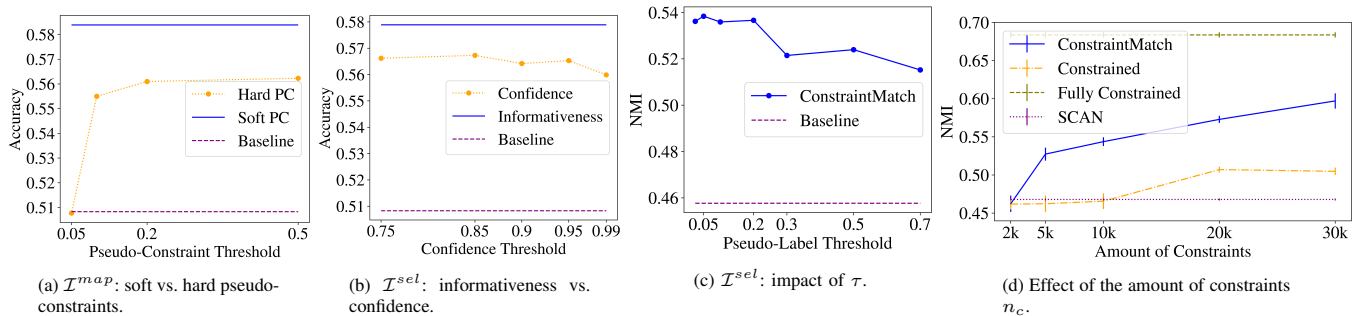 0.58
0.57
0.56
0.55
0.54
0.53
0.52
0.51
Accuracy
Hard PC
Soft PC
Baseline
0.05 0.2 0.5
Pseudo-Constraint Threshold
(a) I^map: soft vs. hard pseudo-
constraints.
0.58
0.57
0.56
0.55
0.54
0.53
0.52
0.51
Accuracy
Confidence
Informativeness
Baseline
0.75 0.85 0.9 0.95 0.99
Confidence Threshold
(b) I^sel: informativeness vs.
confidence.
0.54
0.52
0.50
0.48
0.46
NMI
ConstraintMatch
Baseline
0.05 0.2 0.3 0.5 0.7
Pseudo-Label Threshold
(c) I^sel: impact of τ.
0.70
0.60
0.55
0.50
0.45
NMI
ConstraintMatch
Constrained
Fully Constrained
SCAN
2k 5k 10k 20k 30k
Amount of Constraints
(d) Effect of the amount of constraints
n_c.